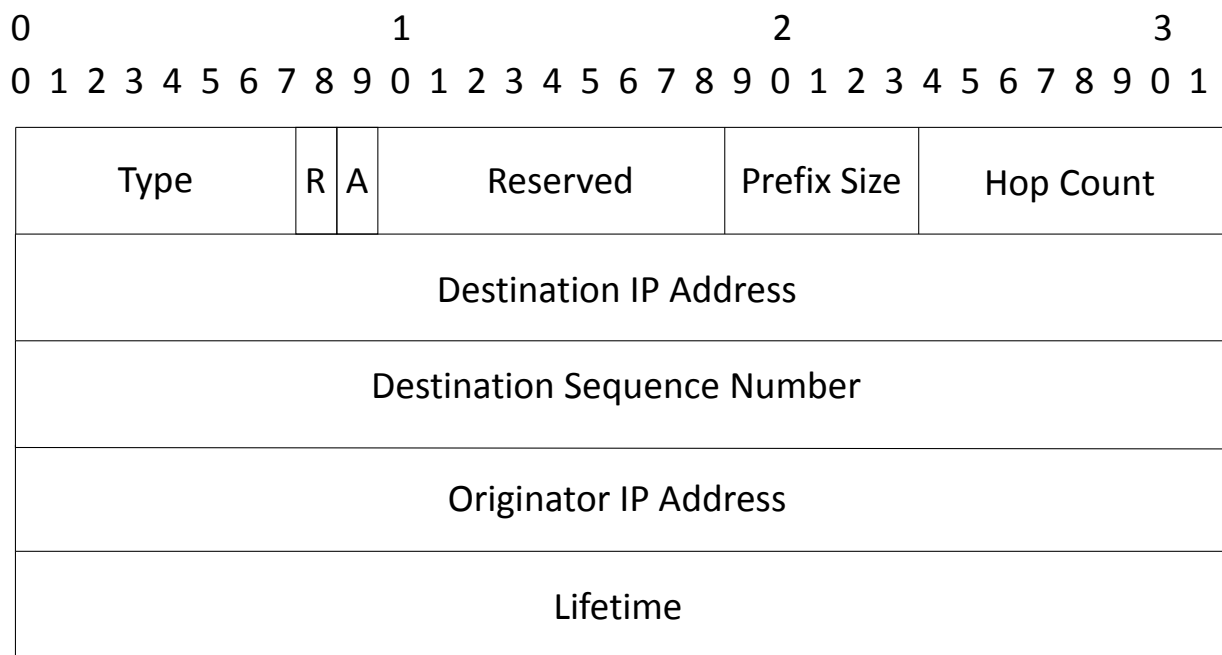 0 1 2 3
0 1 2 3 4 5 6 7 8 9 0 1 2 3 4 5 6 7 8 9 0 1 2 3 4 5 6 7 8 9 0 1
Type R A Reserved Prefix Size Hop Count
Destination IP Address
Destination Sequence Number
Originator IP Address
Lifetime